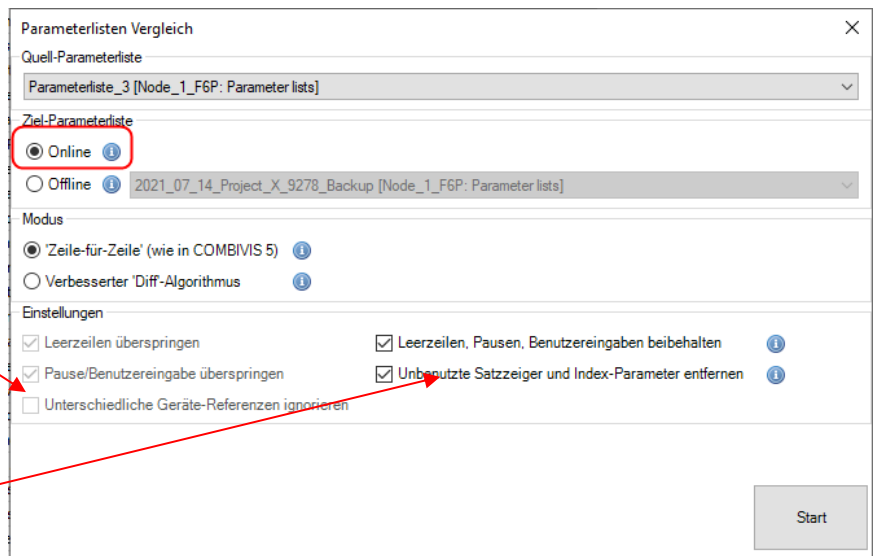 Parameterlisten Vergleich
Quell-Parameterliste
Parameterliste_3 [Node_1_F6P: Parameter lists]
Ziel-Parameterliste
Online
Offline 2021_07_14_Project_X_9278_Backup [Node_1_F6P: Parameter lists]
Modus
'Zeile-für-Zeile' (wie in COMBIVIS 5)
Verbesserter 'Diff'-Algorithmus
Einstellungen
Leerzeilen überspringen Leerzeilen, Pausen, Benutzereingaben beibehalten
Pause/Benutzereingabe überspringen Unbenutzte Satzzeiger und Index-Parameter entfernen
Unterschiedliche Geräte-Referenzen ignorieren
Start